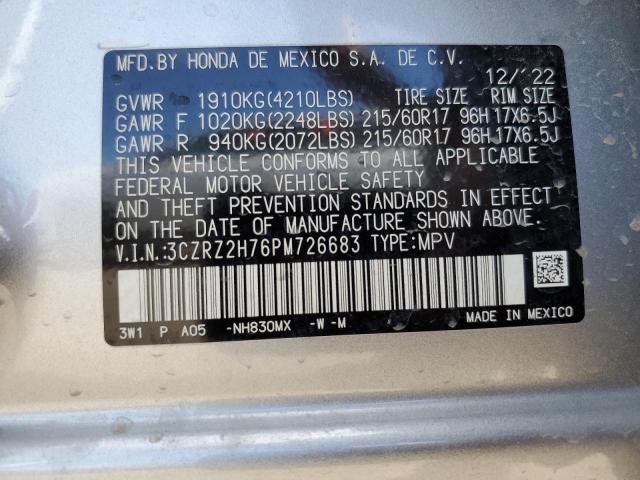 MFD.BY HONDA DE MEXICO S.A. DE C.V.
12/'22
GVWR 1910KG(4210LBS) TIRE SIZE RIM SIZE
GAWR F 1020KG(2248LBS) 215/60R17 96H 17X6.5J
GAWR R 940KG(2072LBS) 215/60R17 96H 17X6.5J
THIS VEHICLE CONFORMS TO ALL APPLICABLE
FEDERAL MOTOR VEHICLE SAFETY
AND THEFT PREVENTION STANDARDS IN EFFECT
ON THE DATE OF MANUFACTURE SHOWN ABOVE.
V.I.N.:3CZRZ2H76PM726683 TYPE:MPV
3W1 P A05 -NH830MX -W -M
MADE IN MEXICO